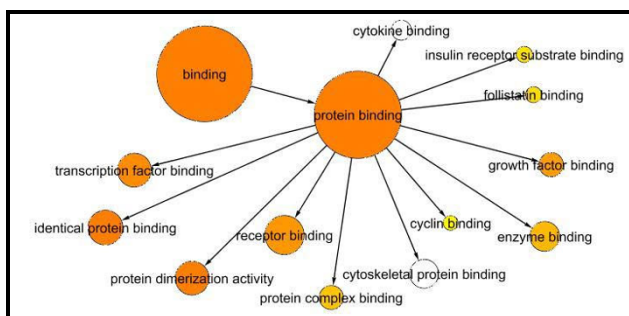 cytokine binding
insulin receptor substrate binding
binding
follistatin binding
protein binding
transcription factor binding
growth factor binding
identical protein binding
receptor binding
cyclin binding
enzyme binding
protein dimerization activity
cytoskeletal protein binding
protein complex binding